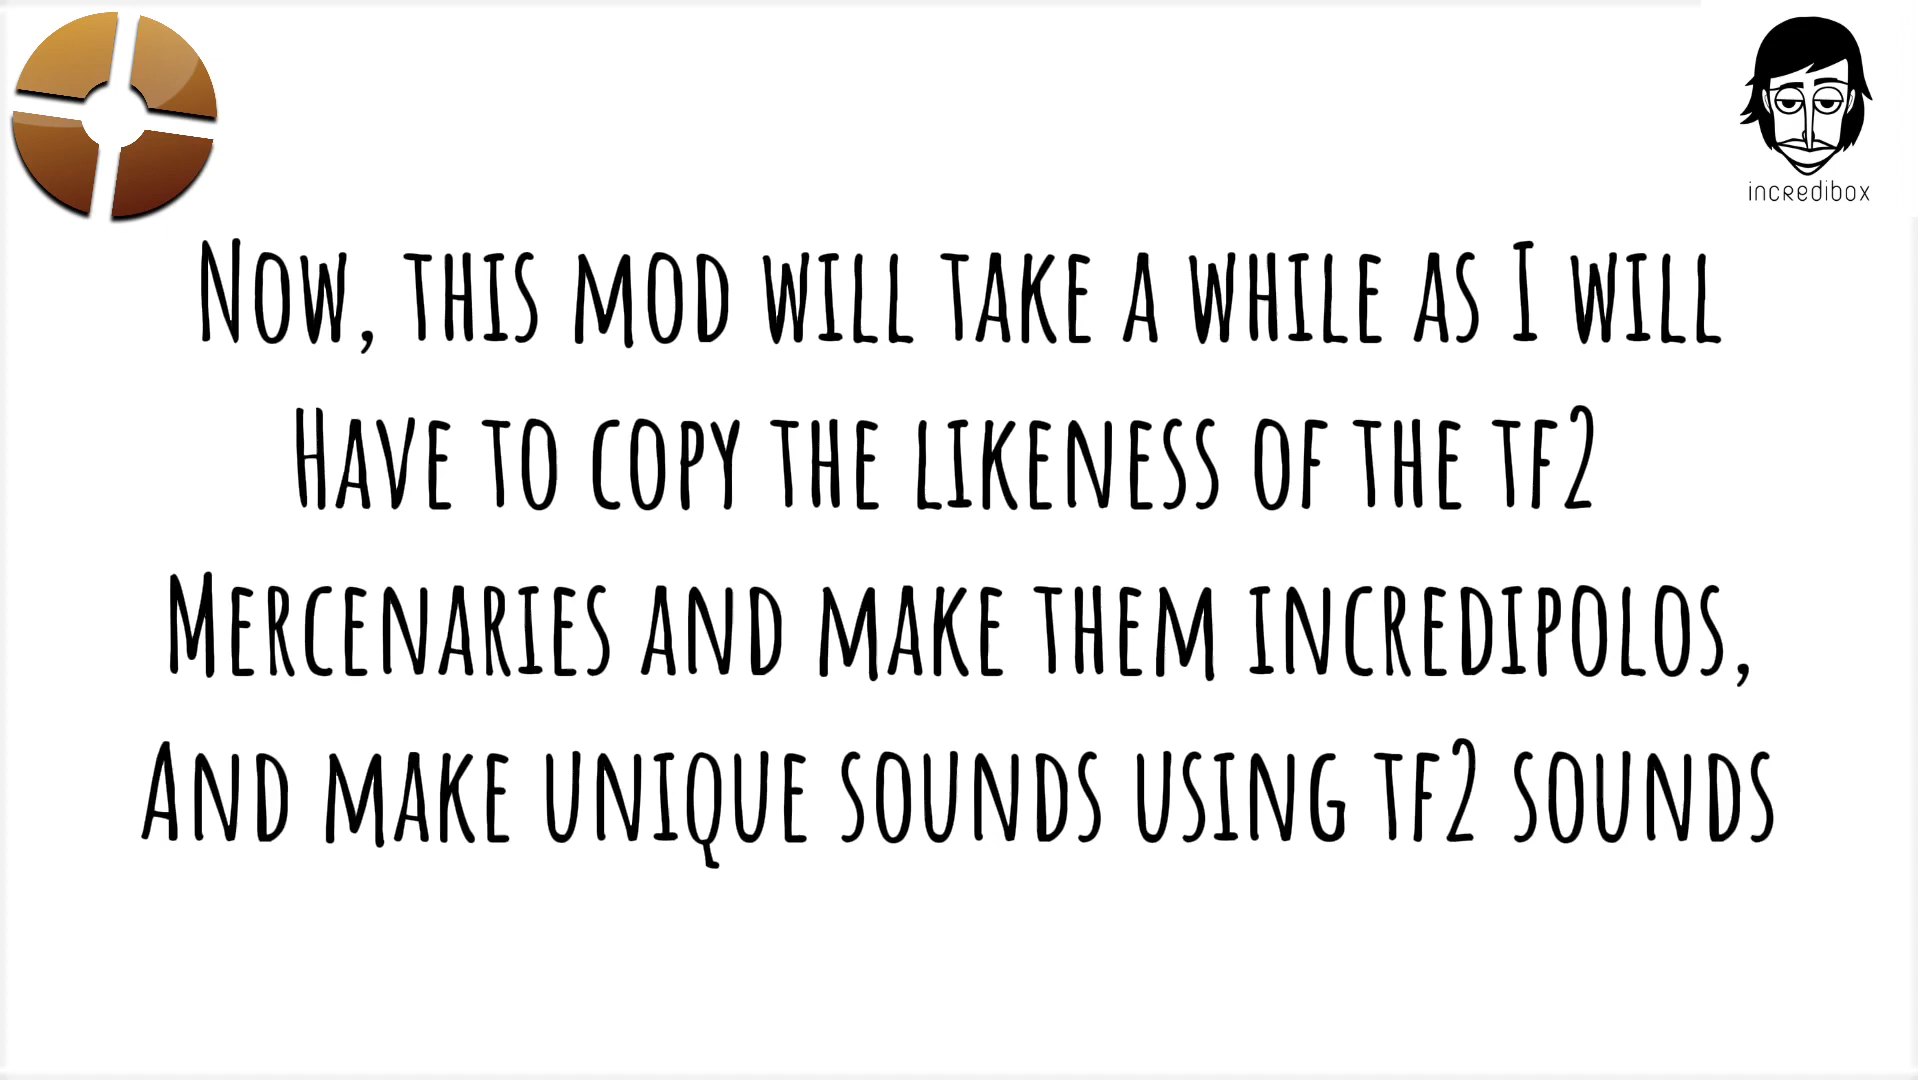 incredibox
Now, this mod will take a while as I will
Have to copy the likeness of the tf2
Mercenaries and make them incredipolos,
And make unique sounds using tf2 sounds